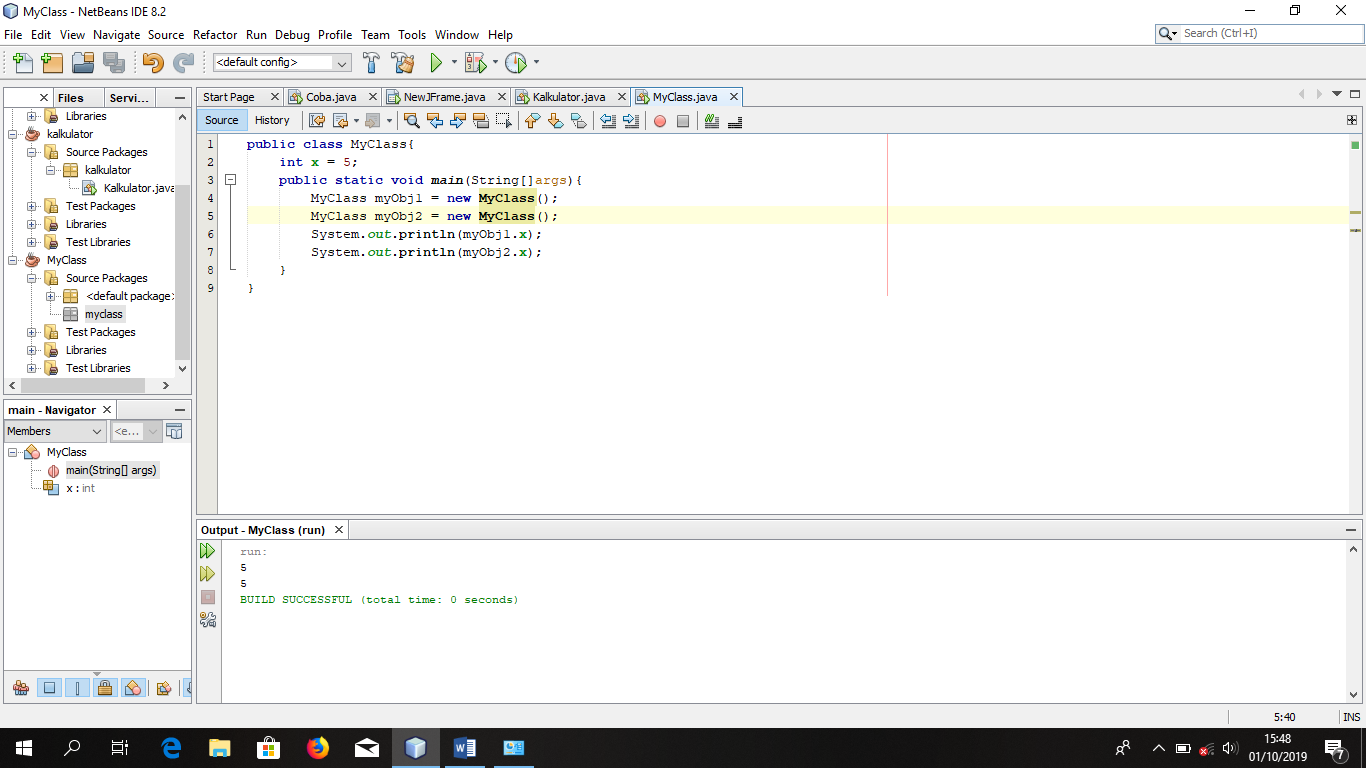 MyClass - NetBeans IDE 8.2
File Edit View Navigate Source Refactor Run Debug Profile Team Tools Window Help
Search (Ctrl+I)
<default config>
Files Servi...
Libraries
kalkulator
Source Packages
kalkulator
Kalkulator.java
Test Packages
Libraries
Test Libraries
MyClass
Source Packages
<default package>
myclass
Test Packages
Libraries
Test Libraries
main - Navigator
Members <e...
MyClass
main(String[] args)
x : int
Start Page Coba.java NewJFrame.java Kalkulator.java MyClass.java
Source History
1 public class MyClass{
2 int x = 5;
3 public static void main(String[]args){
4 MyClass myObj1 = new MyClass();
5 MyClass myObj2 = new MyClass();
6 System.out.println(myObj1.x);
7 System.out.println(myObj2.x);
8 }
9 }
Output - MyClass (run)
run:
5
5
BUILD SUCCESSFUL (total time: 0 seconds)
5:40 INS
15:48
01/10/2019
7